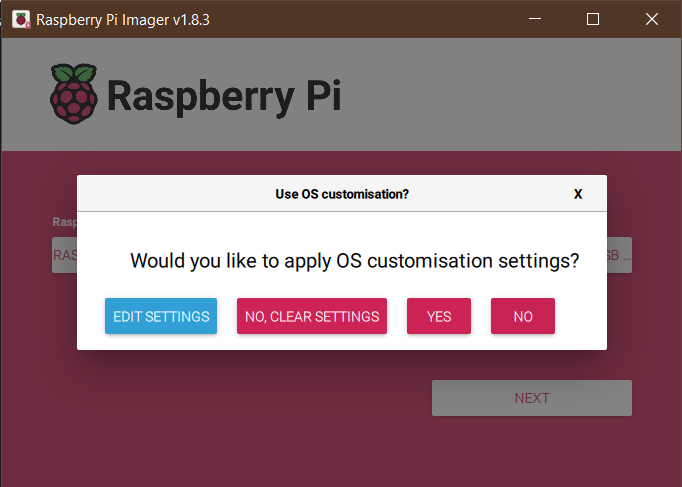 Raspberry Pi Imager v1.8.3
Raspberry Pi
Use OS customisation?
X
Rasp
RAS
SB ...
Would you like to apply OS customisation settings?
EDIT SETTINGS
NO, CLEAR SETTINGS
YES
NO
NEXT